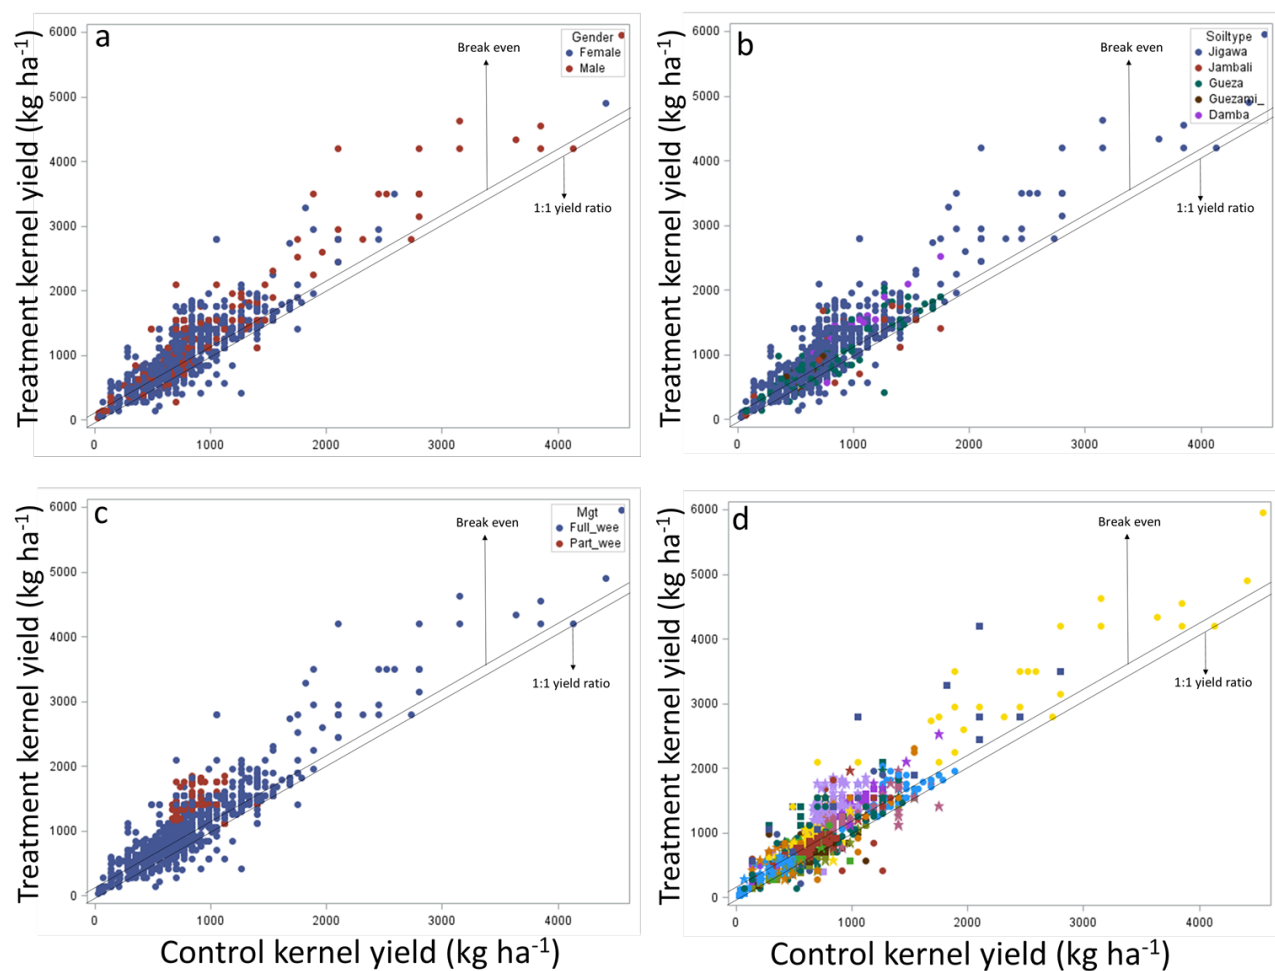 a
Treatment kernel yield (kg ha-1)
6000
5000
4000
3000
2000
1000
0
0
1000
2000
3000
4000
Gender
Female
Male
Break even
1:1 yield ratio
b
Treatment kernel yield (kg ha-1)
6000
5000
4000
3000
2000
1000
0
0
1000
2000
3000
4000
Soiltype
Jigawa
Jambali
Gueza
Guezami_
Damba
Break even
1:1 yield ratio
c
Treatment kernel yield (kg ha-1)
6000
5000
4000
3000
2000
1000
0
0
1000
2000
3000
4000
Mgt
Full_wee
Part_wee
Break even
1:1 yield ratio
Control kernel yield (kg ha-1)
d
Treatment kernel yield (kg ha-1)
6000
5000
4000
3000
2000
1000
0
0
1000
2000
3000
4000
Break even
1:1 yield ratio
Control kernel yield (kg ha-1)